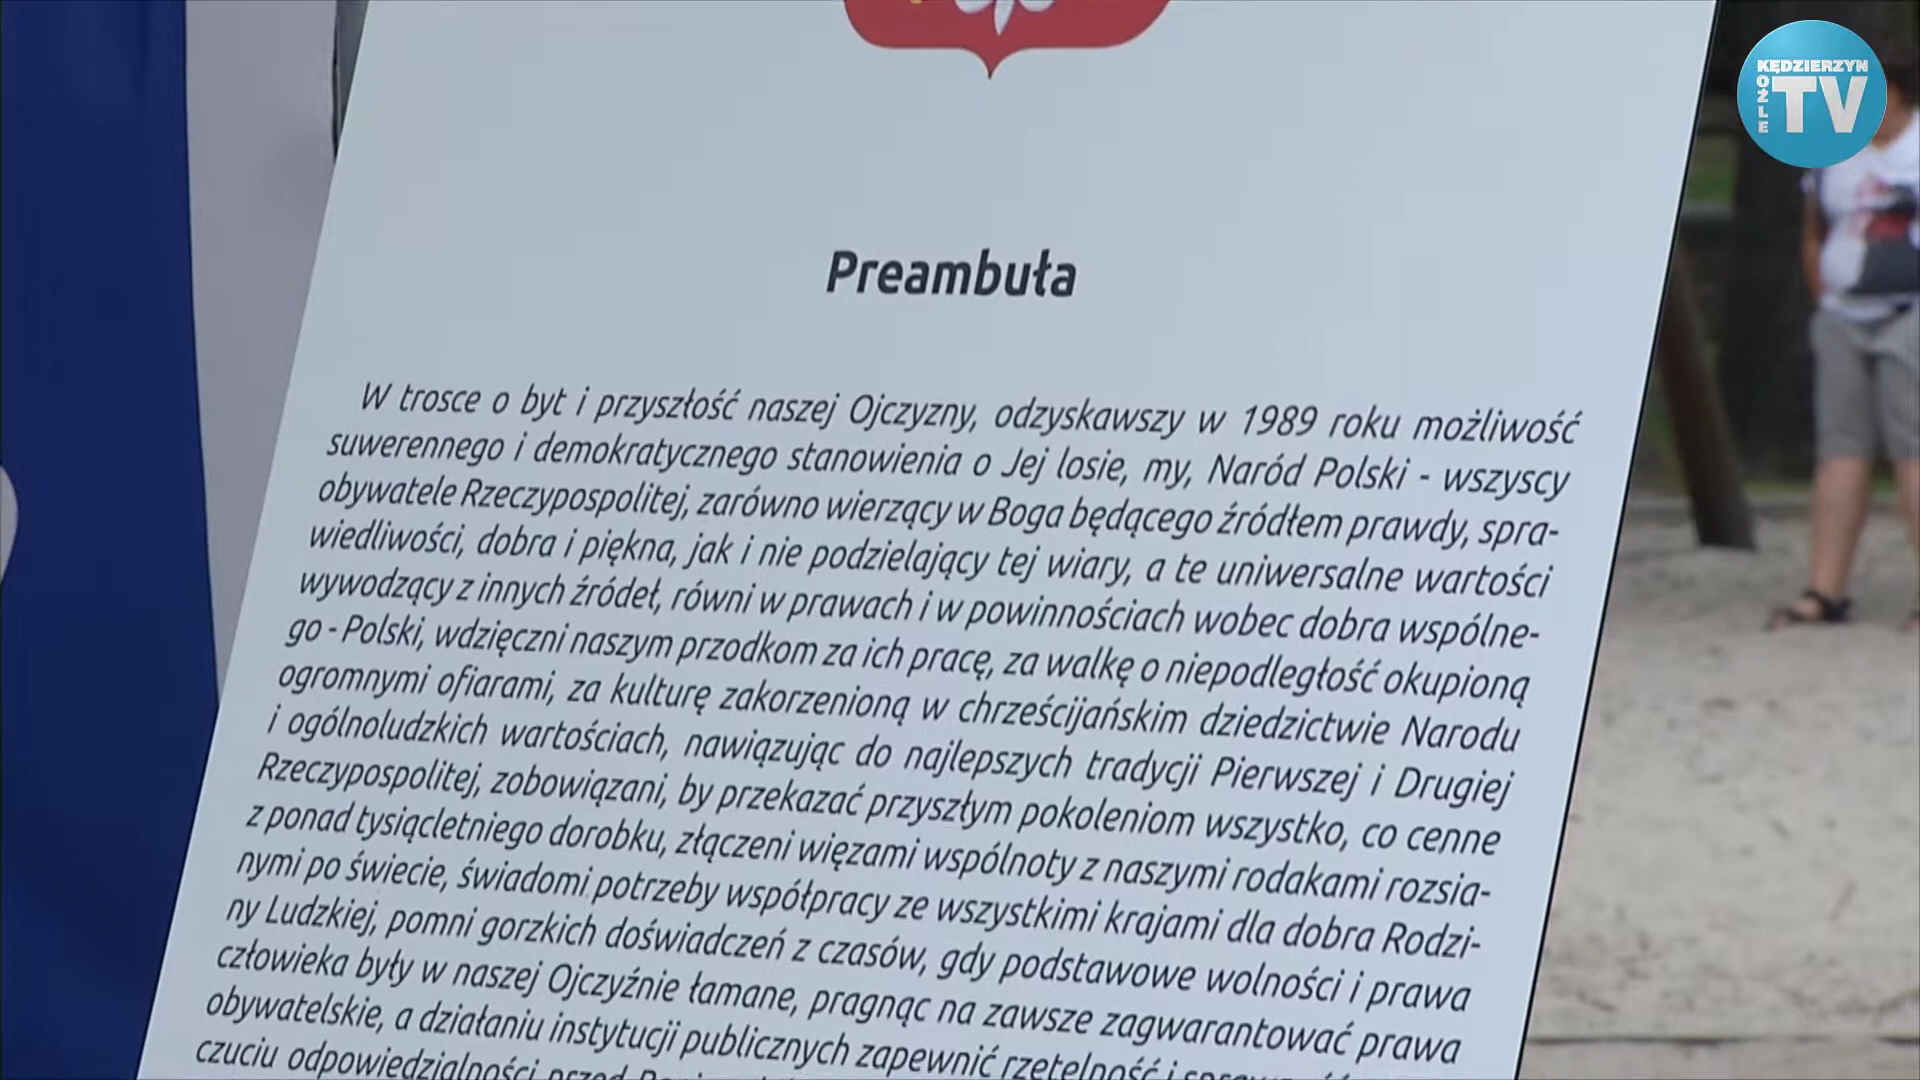 KĘDZIERZYN
KOŹLE
TV
Preambuła
W trosce o byt i przyszłość naszej Ojczyzny, odzyskawszy w 1989 roku możliwość
suwerennego i demokratycznego stanowienia o Jej losie, my, Naród Polski - wszyscy
obywatele Rzeczypospolitej, zarówno wierzący w Boga będącego źródłem prawdy, spra-
wiedliwości, dobra i piękna, jak i nie podzielający tej wiary, a te uniwersalne wartości
wywodzący z innych źródeł, równi w prawach i w powinnościach wobec dobra wspólne-
go - Polski, wdzięczni naszym przodkom za ich pracę, za walkę o niepodległość okupioną
ogromnymi ofiarami, za kulturę zakorzenioną w chrześcijańskim dziedzictwie Narodu
i ogólnoludzkich wartościach, nawiązując do najlepszych tradycji Pierwszej i Drugiej
Rzeczypospolitej, zobowiązani, by przekazać przyszłym pokoleniom wszystko, co cenne
z ponad tysiącletniego dorobku, złączeni więzami wspólnoty z naszymi rodakami rozsia-
nymi po świecie, świadomi potrzeby współpracy ze wszystkimi krajami dla dobra Rodzi-
ny Ludzkiej, pomni gorzkich doświadczeń z czasów, gdy podstawowe wolności i prawa
człowieka były w naszej Ojczyźnie łamane, pragnąc na zawsze zagwarantować prawa
obywatelskie, a działaniu instytucji publicznych zapewnić rzetelność i
czuciu odpowiedzialności przed